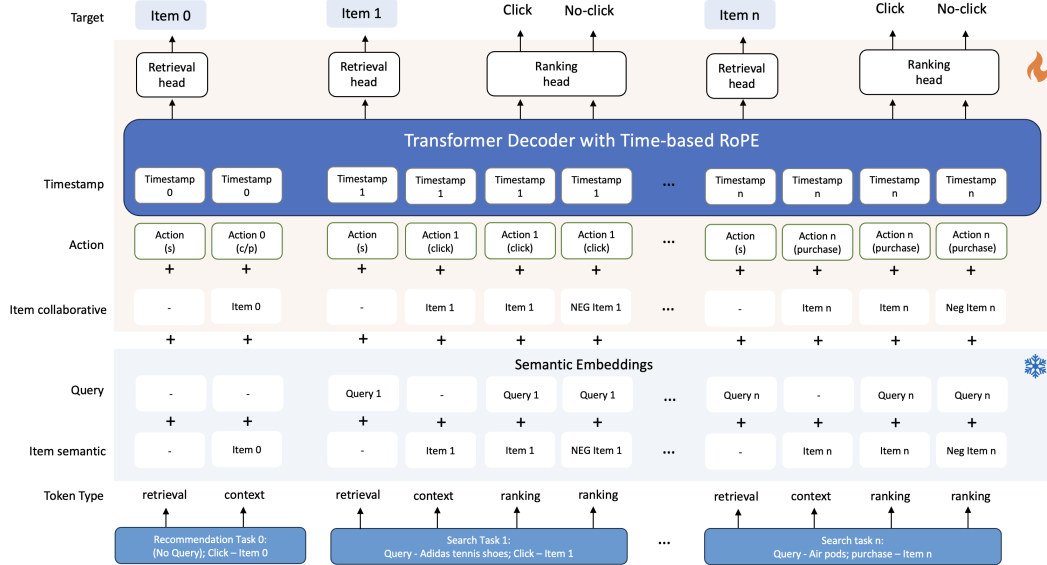 Target
Item 0
Item 1
Click
No-click
Item n
Click
No-click
Retrieval
head
Retrieval
head
Ranking
head
Retrieval
head
Ranking
head
Transformer Decoder with Time-based RoPE
Timestamp
Timestamp
0
Timestamp
0
Timestamp
1
Timestamp
1
Timestamp
1
Timestamp
1
...
Timestamp
n
Timestamp
n
Timestamp
n
Timestamp
n
Action
Action
(s)
Action 0
(c/p)
Action
(s)
Action 1
(click)
Action 1
(click)
Action 1
(click)
...
Action
(s)
Action n
(purchase)
Action n
(purchase)
Action n
(purchase)
+ + + + + + + + + +
Item collaborative
-
Item 0
-
Item 1
Item 1
NEG Item 1
...
-
Item n
Item n
Neg Item n
+ + + + + + + + + +
Semantic Embeddings
Query
-
-
Query 1
-
Query 1
Query 1
...
Query n
-
Query n
Query n
+ + + + + + + + + +
Item semantic
-
Item 0
-
Item 1
Item 1
NEG Item 1
...
-
Item n
Item n
Neg Item n
Token Type
retrieval
context
retrieval
context
ranking
ranking
retrieval
context
ranking
ranking
Recommendation Task 0:
(No Query); Click – Item 0
Search Task 1:
Query - Adidas tennis shoes; Click – Item 1
...
Search task n:
Query - Air pods; purchase – Item n